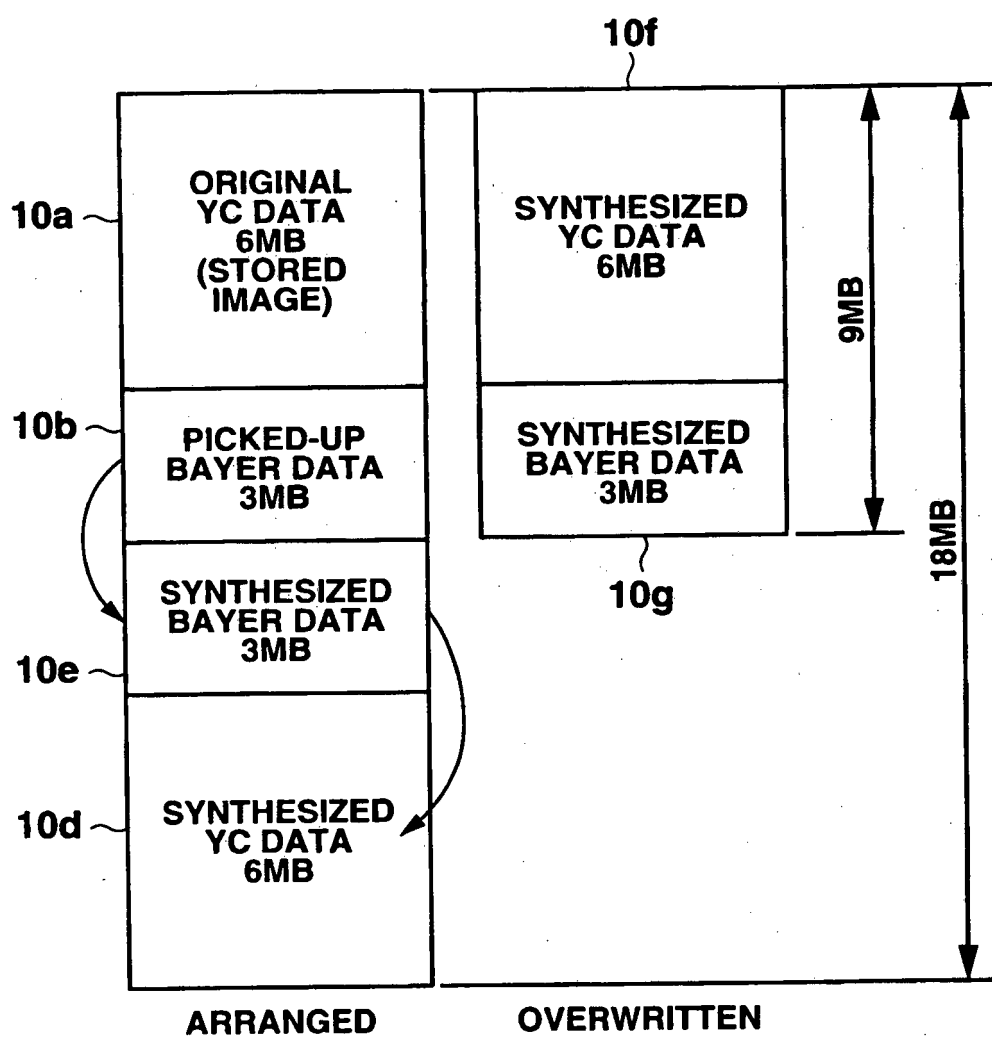 10f
10a
ORIGINAL
YC DATA
6MB
(STORED
IMAGE)
SYNTHESIZED
YC DATA
6MB
9MB
18MB
10b
PICKED-UP
BAYER DATA
3MB
SYNTHESIZED
BAYER DATA
3MB
10g
10e
SYNTHESIZED
BAYER DATA
3MB
10d
SYNTHESIZED
YC DATA
6MB
ARRANGED
OVERWRITTEN